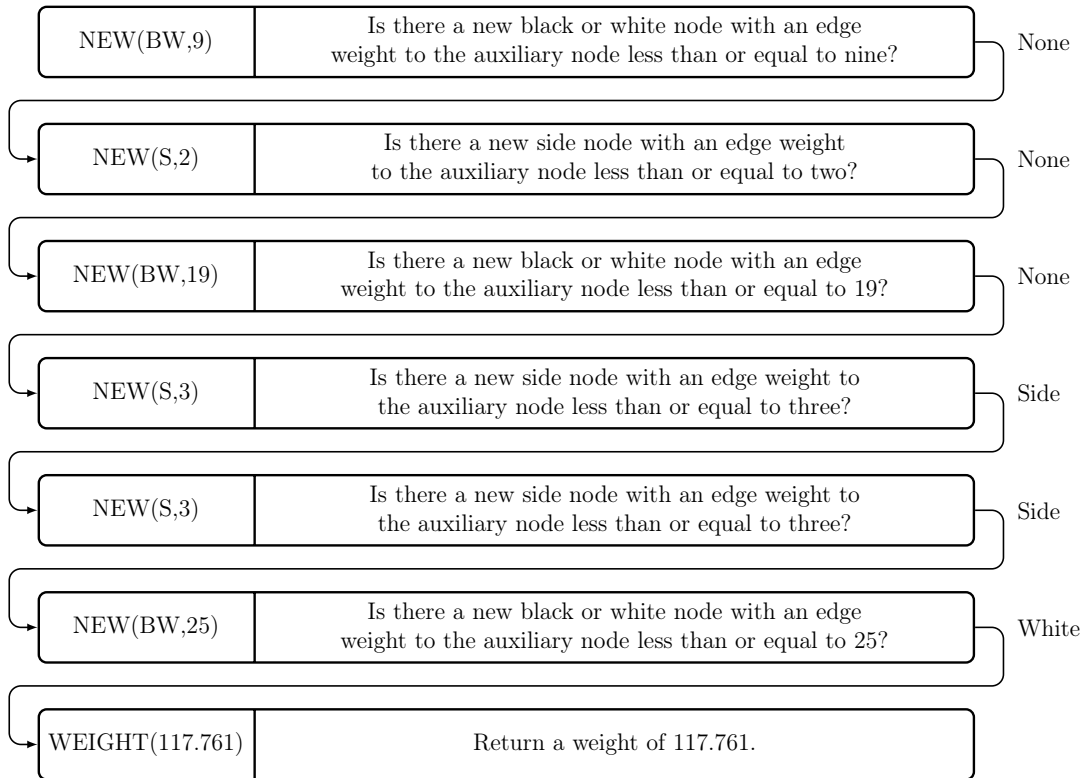 NEW(BW,9)
Is there a new black or white node with an edge
weight to the auxiliary node less than or equal to nine?
None
NEW(S,2)
Is there a new side node with an edge weight
to the auxiliary node less than or equal to two?
None
NEW(BW,19)
Is there a new black or white node with an edge
weight to the auxiliary node less than or equal to 19?
None
NEW(S,3)
Is there a new side node with an edge weight to
the auxiliary node less than or equal to three?
Side
NEW(S,3)
Is there a new side node with an edge weight to
the auxiliary node less than or equal to three?
Side
NEW(BW,25)
Is there a new black or white node with an edge
weight to the auxiliary node less than or equal to 25?
White
WEIGHT(117.761)
Return a weight of 117.761.